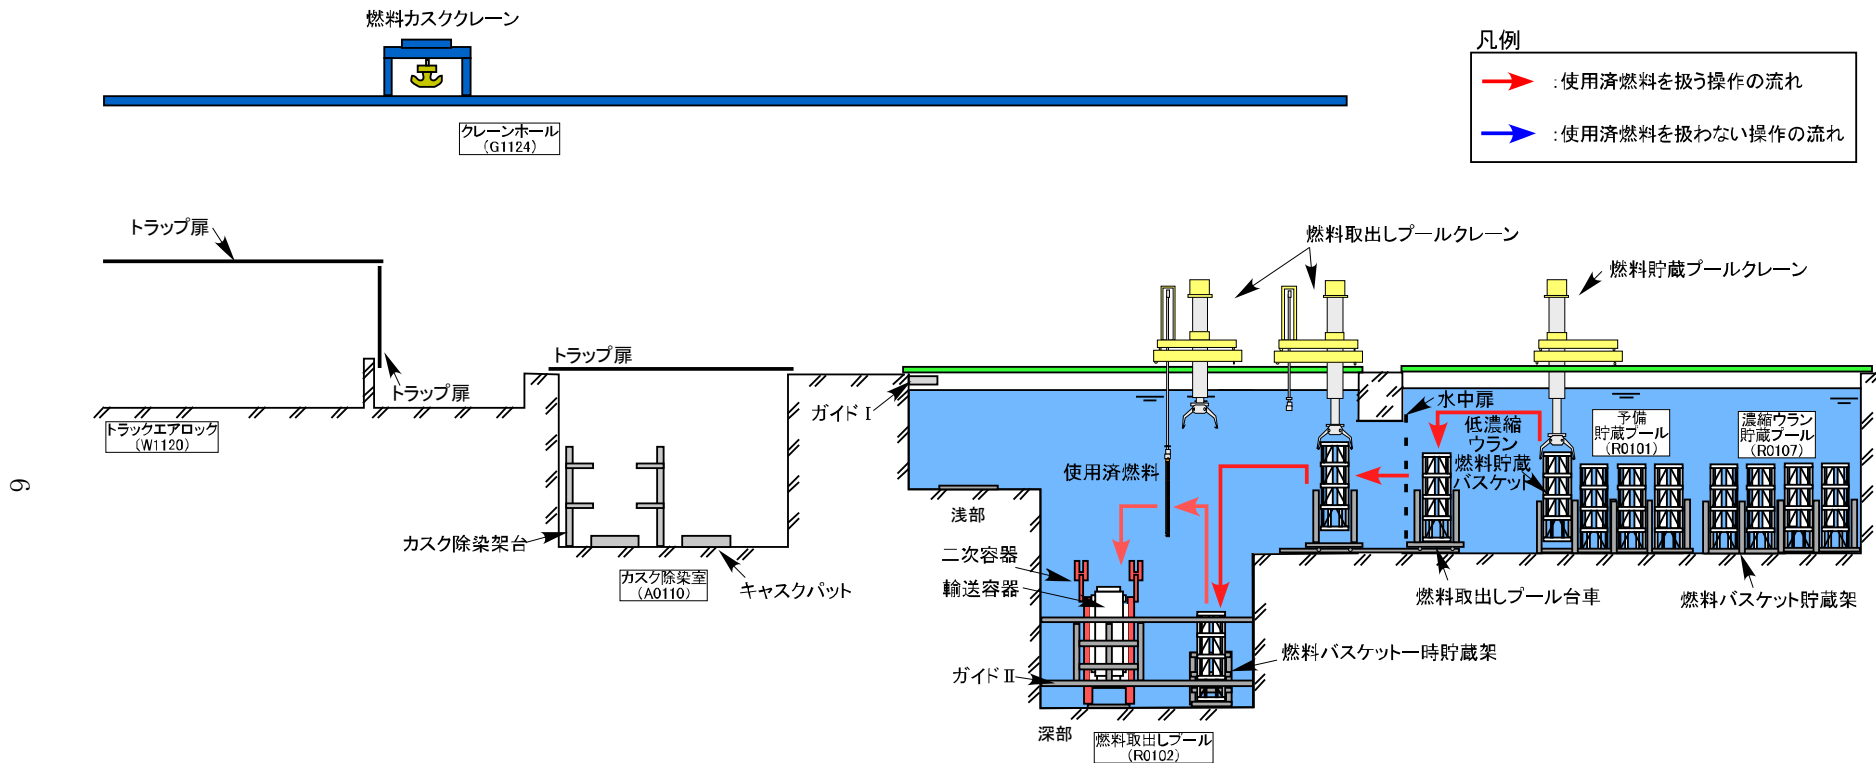 燃料カスククレーン
凡例
:使用済燃料を扱う操作の流れ
:使用済燃料を扱わない操作の流れ
クレーンホール
(G1124)
トラップ扉
燃料取出しプールクレーン
燃料貯蔵プールクレーン
トラップ扉
トラップ扉
ガイドⅠ
水中扉
低濃縮
ウラン
燃料貯蔵
バスケット
予備
貯蔵プール
(R0101)
濃縮ウラン
貯蔵プール
(R0107)
トラックエアロック
(W1120)
使用済燃料
浅部
カスク除染架台
二次容器
輸送容器
カスク除染室
(A0110)
キャスクパット
燃料取出しプール台車
燃料バスケット貯蔵架
燃料バスケット一時貯蔵架
ガイドⅡ
深部
燃料取出しプール
(R0102)
9